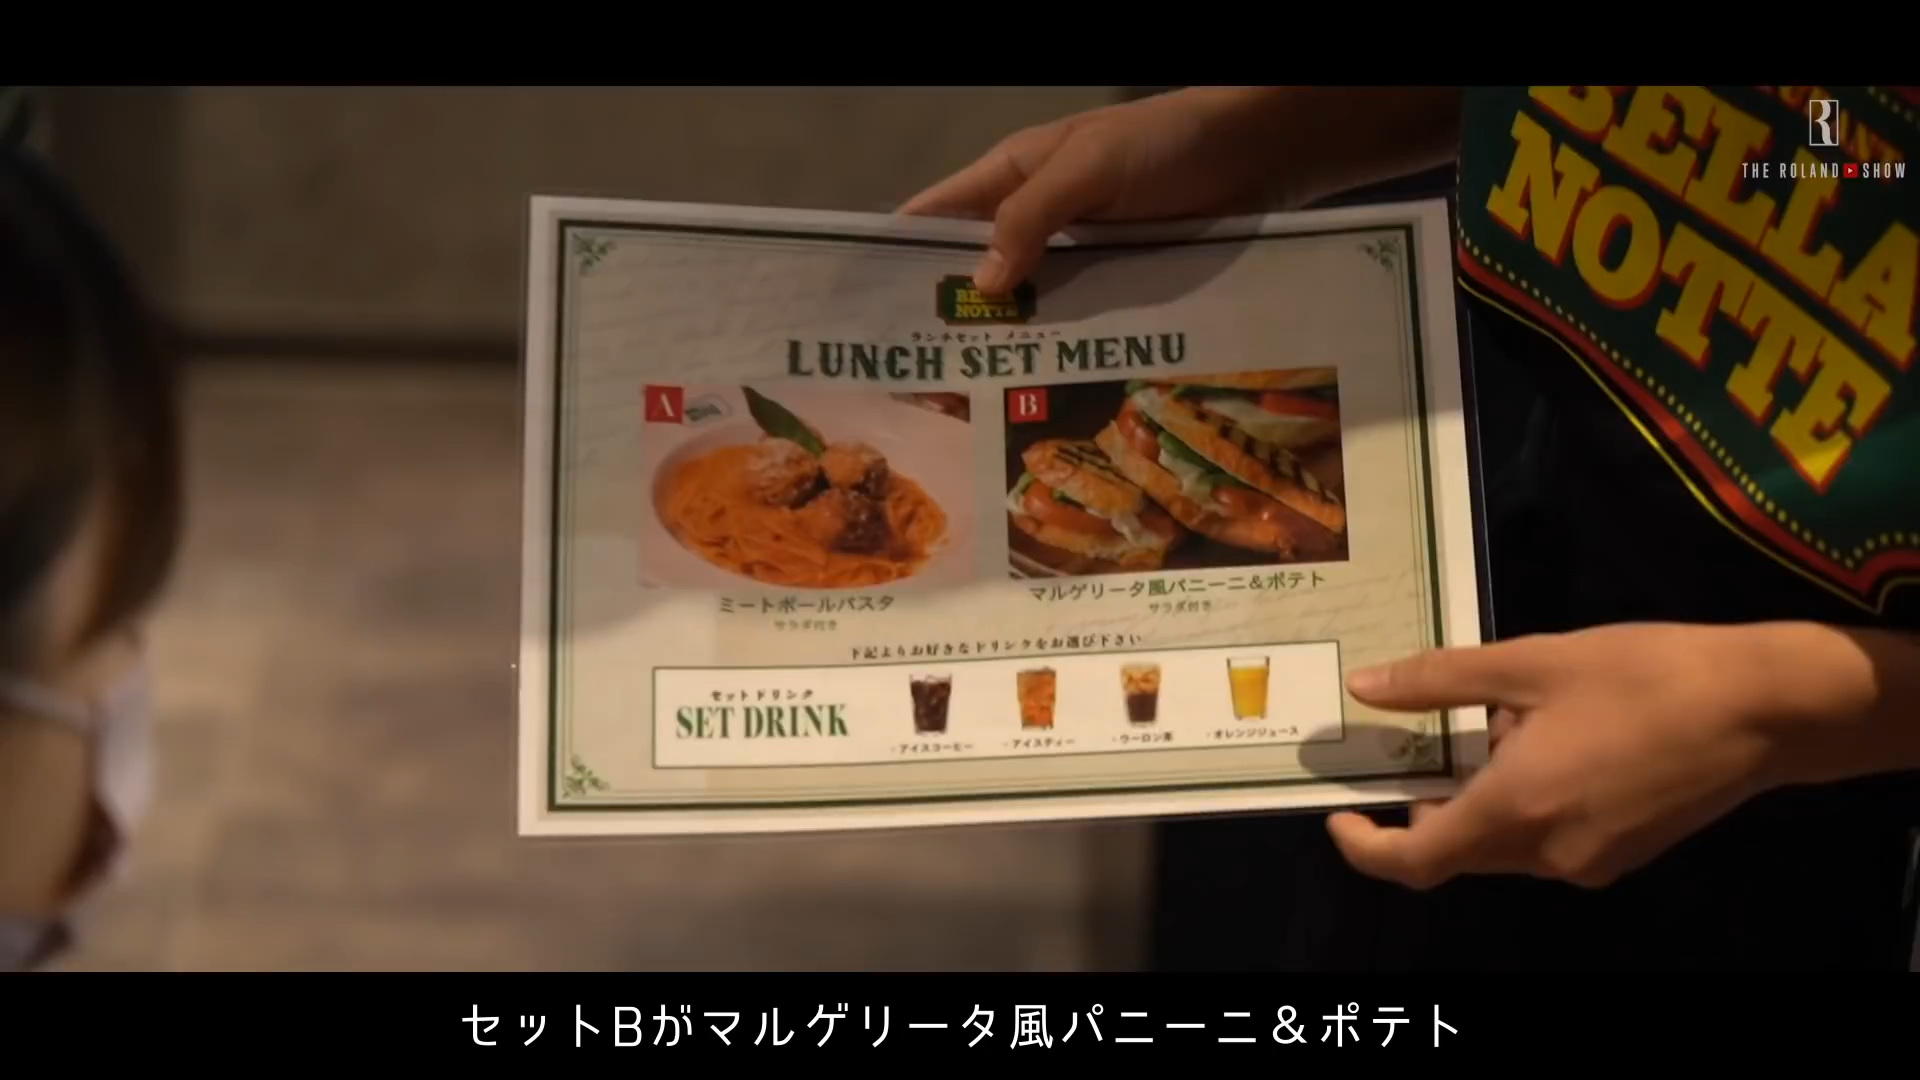 THE ROLAND SHOW
BELLA
NOTTE
BELLA
NOTTE
ランチセット メニュー
LUNCH SET MENU
A
B
ミートボールパスタ
サラダ付き
マルゲリータ風パニーニ&ポテト
サラダ付き
下記よりお好きなドリンクをお選び下さい
セットドリンク
SET DRINK
・アイスコーヒー
・アイスティー
・ウーロン茶
・オレンジジュース
セットBがマルゲリータ風パニーニ&ポテト